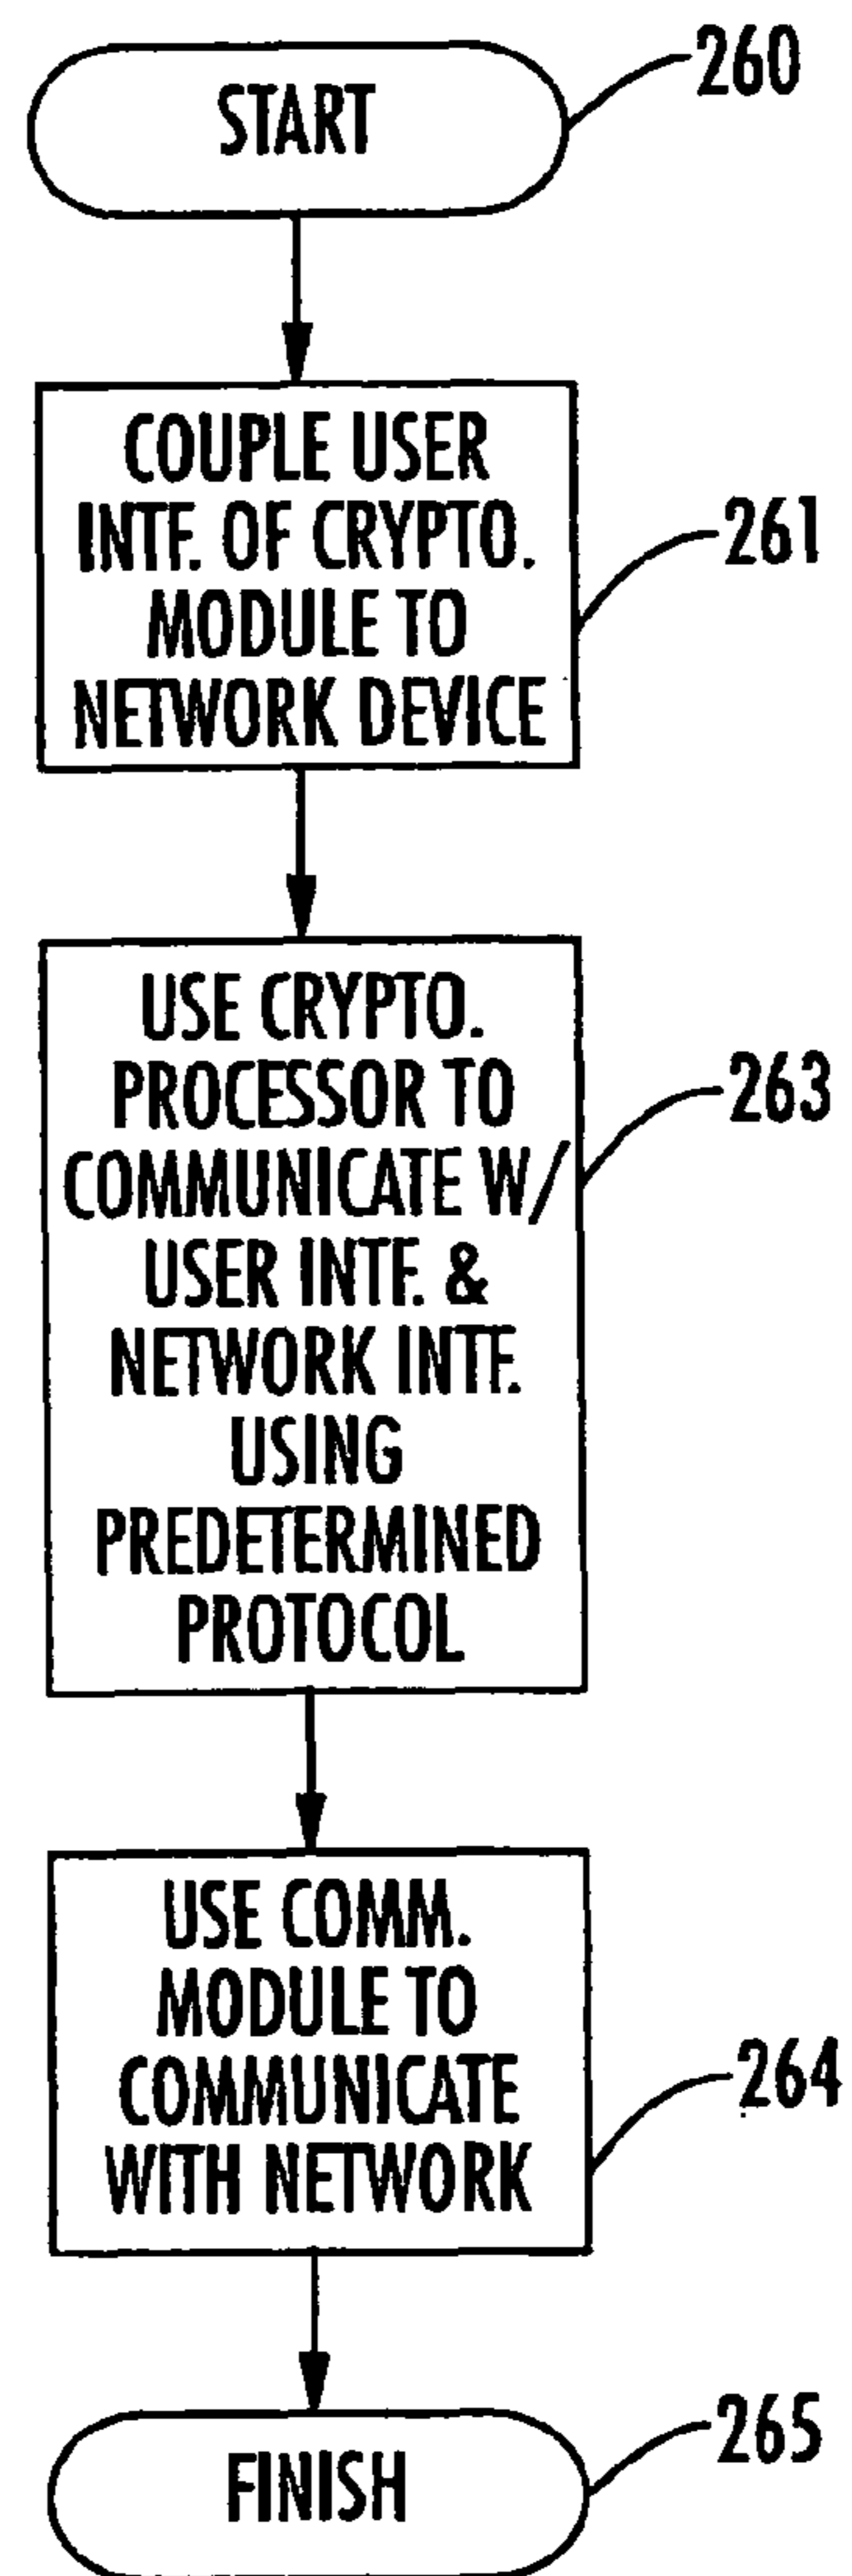 START
260
COUPLE USER
INTF. OF CRYPTO.
MODULE TO
NETWORK DEVICE
261
USE CRYPTO.
PROCESSOR TO
COMMUNICATE W/
USER INTF. &
NETWORK INTF.
USING
PREDETERMINED
PROTOCOL
263
USE COMM.
MODULE TO
COMMUNICATE
WITH NETWORK
264
FINISH
265